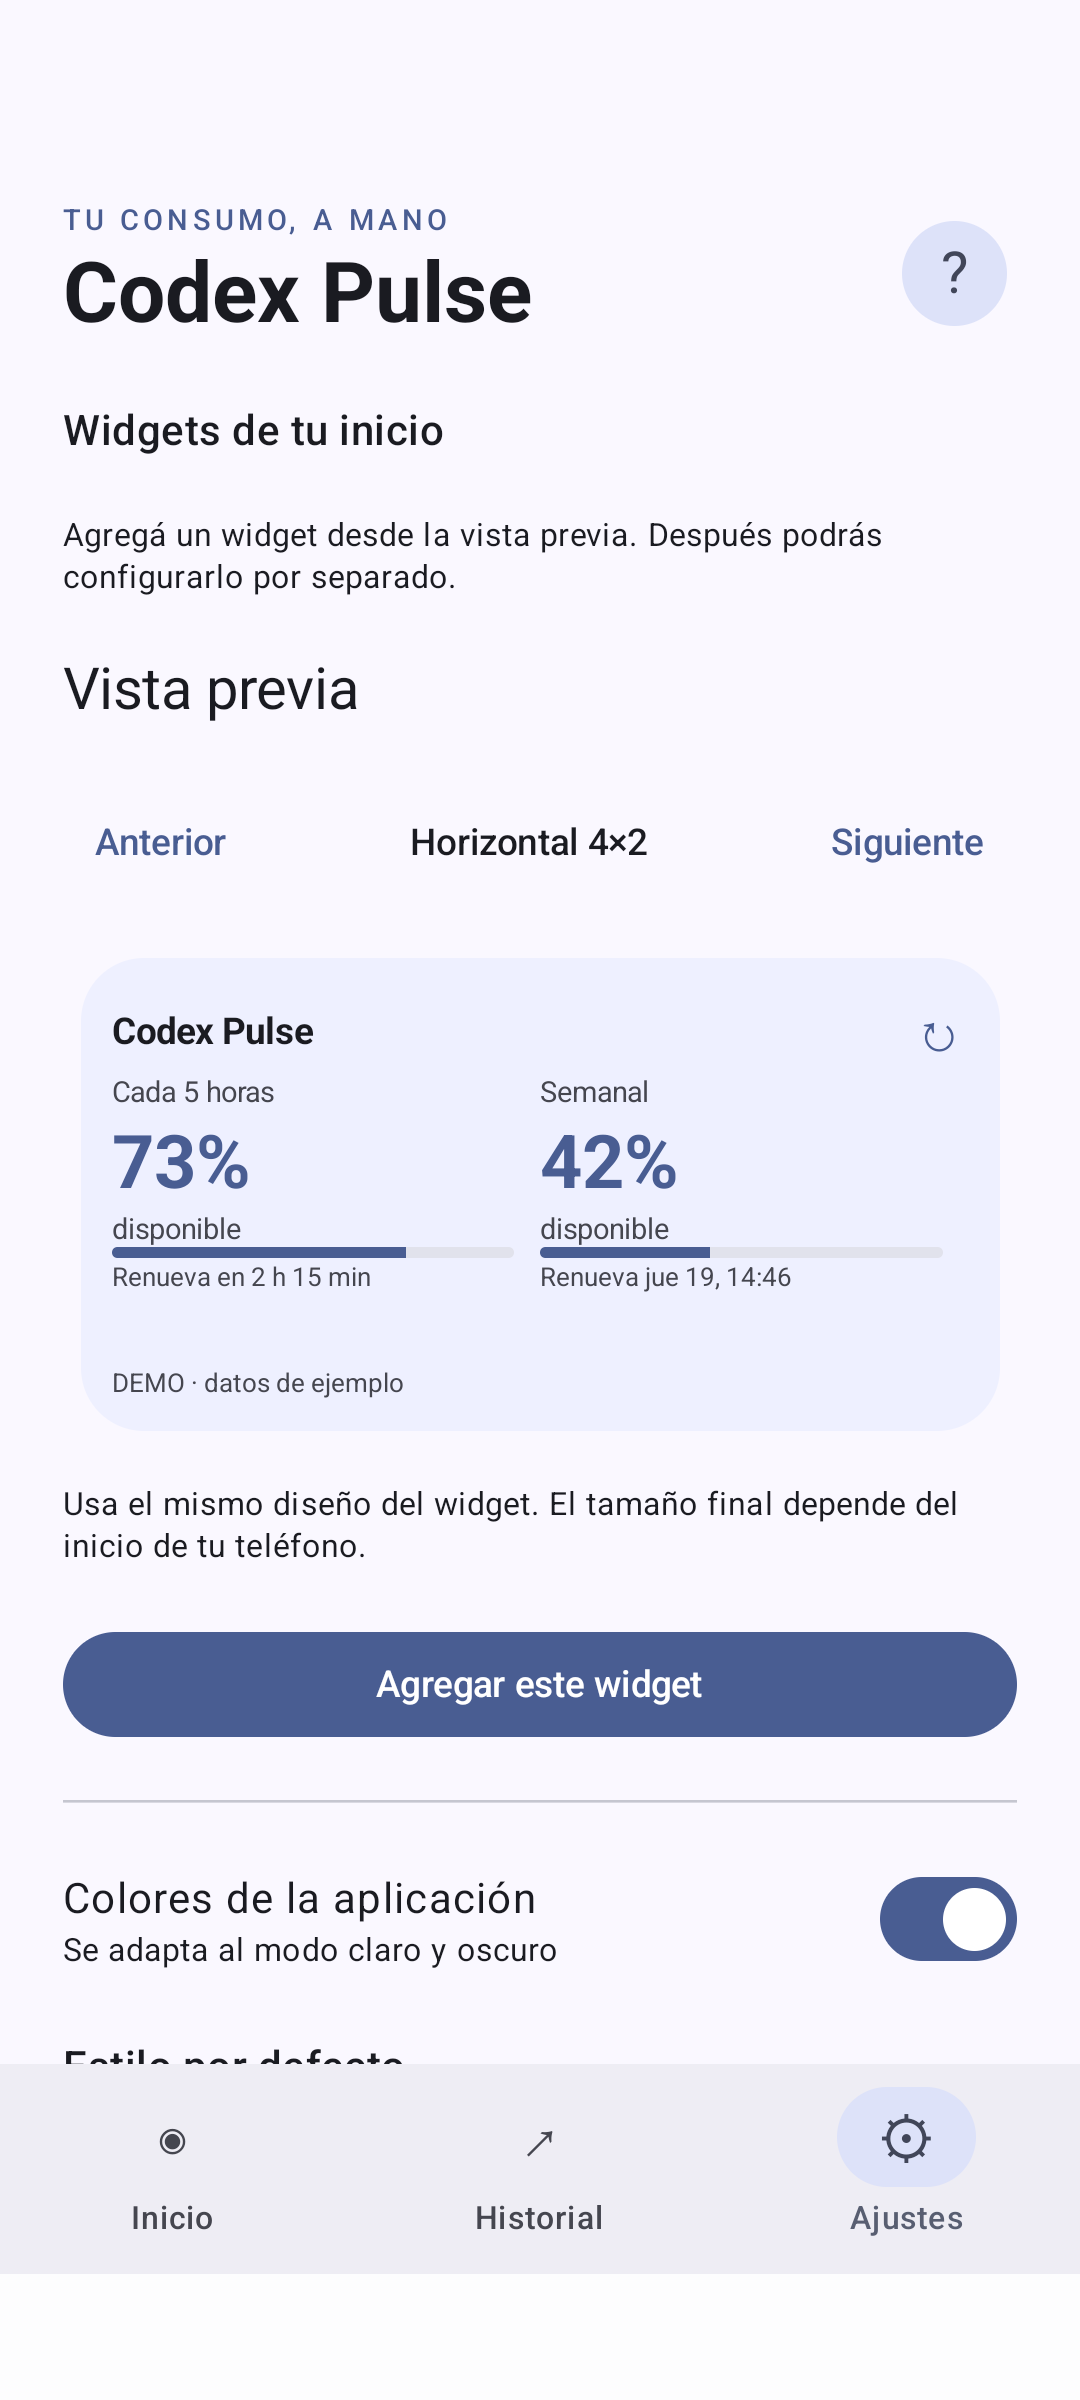 TU CONSUMO, A MANO
Codex Pulse
?
Widgets de tu inicio
Agregá un widget desde la vista previa. Después podrás
configurarlo por separado.
Vista previa
Anterior
Horizontal 4×2
Siguiente
Codex Pulse
Cada 5 horas
Semanal
73%
42%
disponible
disponible
Renueva en 2 h 15 min
Renueva jue 19, 14:46
DEMO · datos de ejemplo
Usa el mismo diseño del widget. El tamaño final depende del
inicio de tu teléfono.
Agregar este widget
Colores de la aplicación
Se adapta al modo claro y oscuro
Estilo por defecto
Inicio
Historial
Ajustes